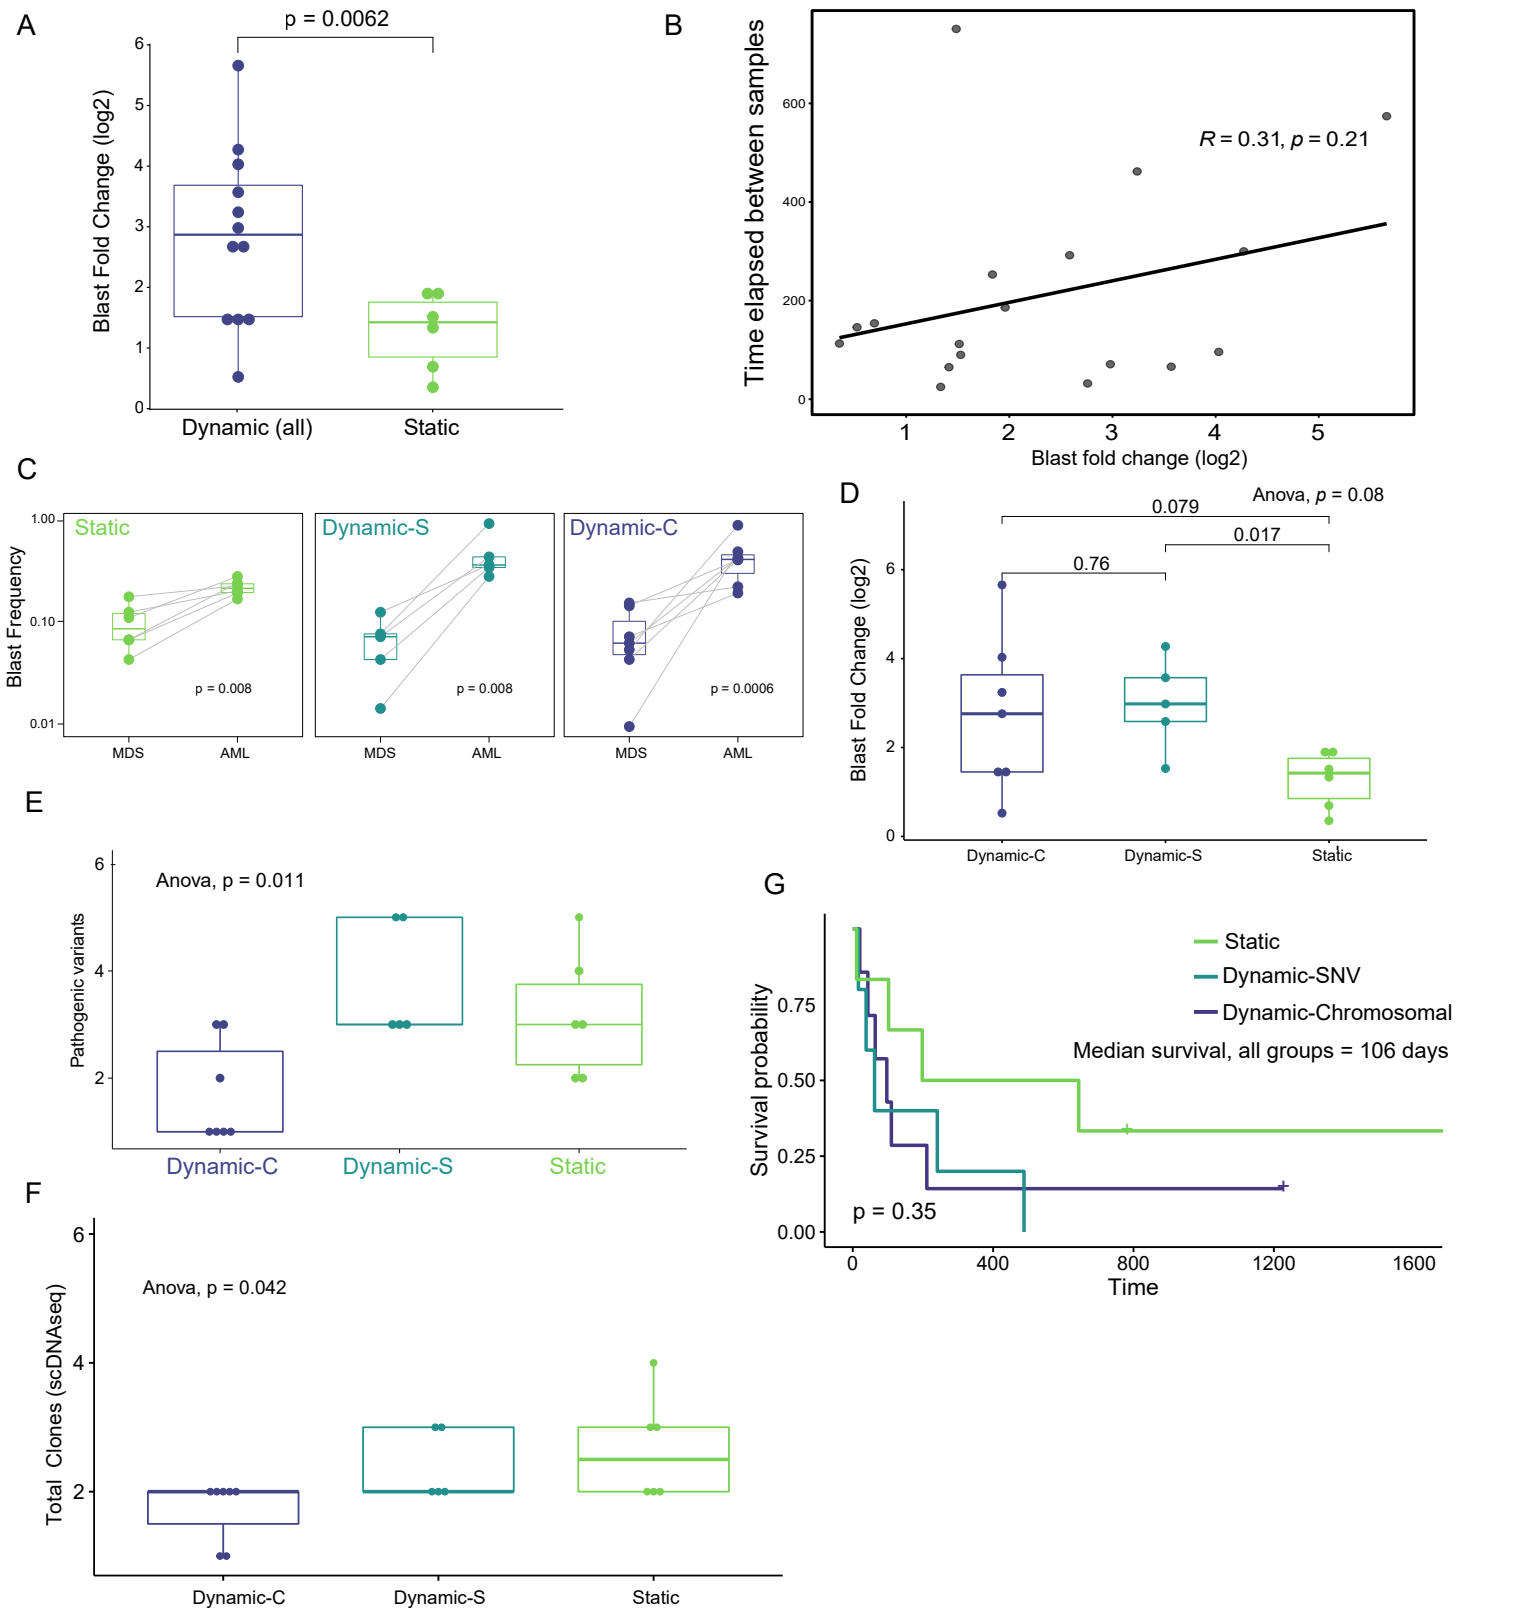 A
p = 0.0062
Blast Fold Change (log2)
6
5
4
3
2
1
0
Dynamic (all)
Static
B
Time elapsed between samples
600
400
200
0
R = 0.31, p = 0.21
1
2
3
4
5
Blast fold change (log2)
C
Blast Frequency
1.00
0.10
0.01
Static
p = 0.008
MDS
AML
Dynamic-S
p = 0.008
MDS
AML
Dynamic-C
p = 0.0006
MDS
AML
D
Anova, p = 0.08
0.079
0.017
0.76
Blast Fold Change (log2)
6
4
2
0
Dynamic-C
Dynamic-S
Static
E
Anova, p = 0.011
Pathogenic variants
6
4
2
Dynamic-C
Dynamic-S
Static
F
Anova, p = 0.042
Total Clones (scDNAseq)
6
4
2
Dynamic-C
Dynamic-S
Static
G
Survival probability
0.75
0.50
0.25
0.00
Static
Dynamic-SNV
Dynamic-Chromosomal
Median survival, all groups = 106 days
p = 0.35
0
400
800
1200
1600
Time